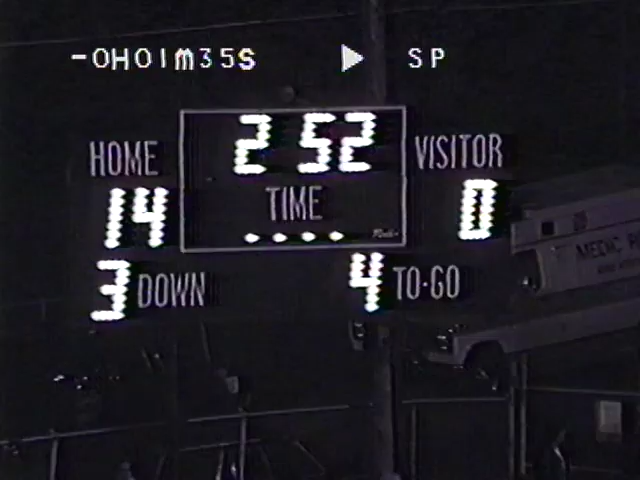 -0H01m35s ▶ SP
2 52
HOME VISITOR
14 TIME 0
3 DOWN 4 TO·GO
MEDIC